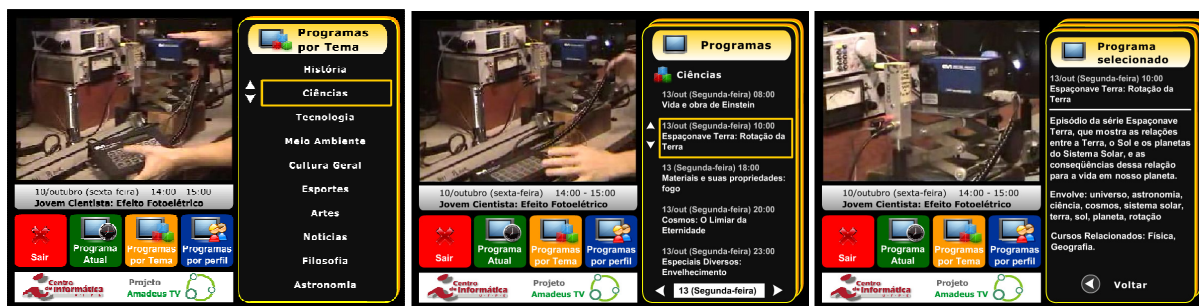 Programas
por Tema
História
Ciências
Tecnologia
Meio Ambiente
Cultura Geral
Esportes
Artes
Notícias
Filosofia
Astronomia
10/outubro (sexta-feira) 14:00 - 15:00
Jovem Cientista: Efeito Fotoelétrico
Sair
Programa
Atual
Programas
por Tema
Programas
por perfil
Centro
de Informática
UFPE
Projeto
Amadeus TV
Programas
Ciências
13/out (Segunda-feira) 08:00
Vida e obra de Einstein
13/out (Segunda-feira) 10:00
Espaçonave Terra: Rotação da
Terra
13 (Segunda-feira) 18:00
Materiais e suas propriedades:
fogo
13/out (Segunda-feira) 20:00
Cosmos: O Limiar da
Eternidade
13/out (Segunda-feira) 23:00
Especiais Diversos:
Envelhecimento
13 (Segunda-feira)
10/outubro (sexta-feira) 14:00 - 15:00
Jovem Cientista: Efeito Fotoelétrico
Sair
Programa
Atual
Programas
por Tema
Programas
por perfil
Centro
de Informática
UFPE
Projeto
Amadeus TV
Programa
selecionado
13/out (Segunda-feira) 10:00
Espaçonave Terra: Rotação da
Terra
Episódio da série Espaçonave
Terra, que mostra as relações
entre a Terra, o Sol e os planetas
do Sistema Solar, e as
conseqüências dessa relação
para a vida em nosso planeta.
Envolve: universo, astronomia,
ciência, cosmos, sistema solar,
terra, sol, planeta, rotação
Cursos Relacionados: Física,
Geografia.
Voltar
10/outubro (sexta-feira) 14:00 - 15:00
Jovem Cientista: Efeito Fotoelétrico
Sair
Programa
Atual
Programas
por Tema
Programas
por perfil
Centro
de Informática
UFPE
Projeto
Amadeus TV